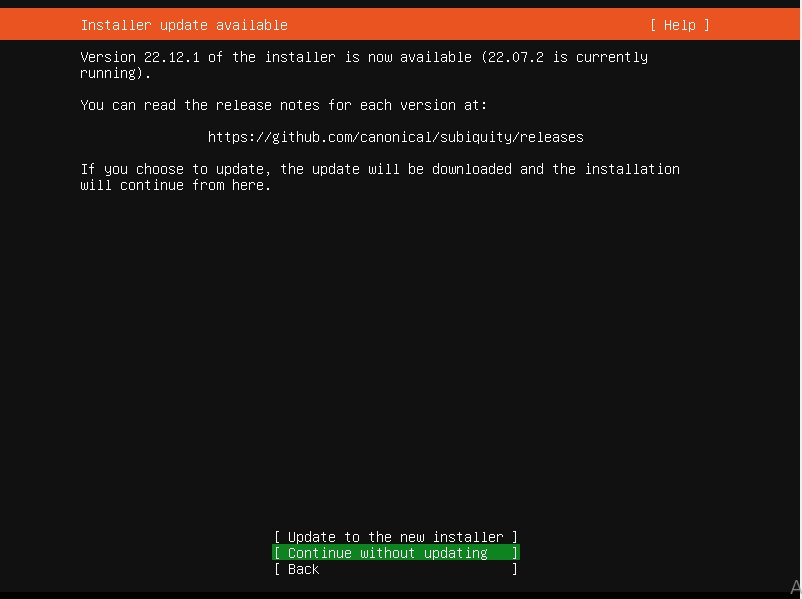 Installer update available [ Help ]
Version 22.12.1 of the installer is now available (22.07.2 is currently
running).
You can read the release notes for each version at:
https://github.com/canonical/subiquity/releases
If you choose to update, the update will be downloaded and the installation
will continue from here.
[ Update to the new installer ]
[ Continue without updating ]
[ Back ]
A